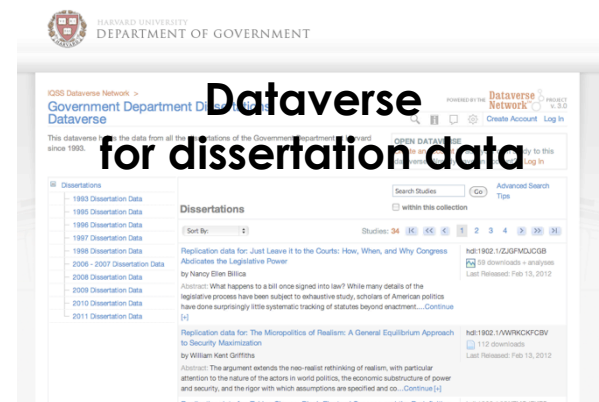 HARVARD UNIVERSITY
DEPARTMENT OF GOVERNMENT
Dataverse
for dissertation data
IQSS Dataverse Network >
Government Department Dissertations
Dataverse
POWERED BY THE Dataverse Network PROJECT
v. 3.0
Create Account Log In
This dataverse has the data from all the dissertations of the Government Department at Harvard
since 1993.
OPEN DATAVERSE
Log In
Dissertations
1993 Dissertation Data
1995 Dissertation Data
1996 Dissertation Data
1997 Dissertation Data
1998 Dissertation Data
2006 - 2007 Dissertation Data
2008 Dissertation Data
2009 Dissertation Data
2010 Dissertation Data
2011 Dissertation Data
Search Studies Go Advanced Search
Tips
within this collection
Dissertations
Sort By: Studies: 34 1 2 3 4
Replication data for: Just Leave it to the Courts: How, When, and Why Congress
Abdicates the Legislative Power
by Nancy Ellen Billica
Abstract: What happens to a bill once signed into law? While many details of the
legislative process have been subject to exhaustive study, scholars of American politics
have done surprisingly little systematic tracking of statutes beyond enactment....Continue
[+]
hdl:1902.1/ZJGFMDJCGB
59 downloads + analyses
Last Released: Feb 13, 2012
Replication data for: The Micropolitics of Realism: A General Equilibrium Approach
to Security Maximization
by William Kent Griffiths
Abstract: The argument extends the neo-realist rethinking of realism, with particular
attention to the nature of the actors in world politics, the economic substructure of power
and security, and the rigor with which assumptions are specified and co...Continue [+]
hdl:1902.1/VWRKCKFCBV
112 downloads
Last Released: Feb 13, 2012